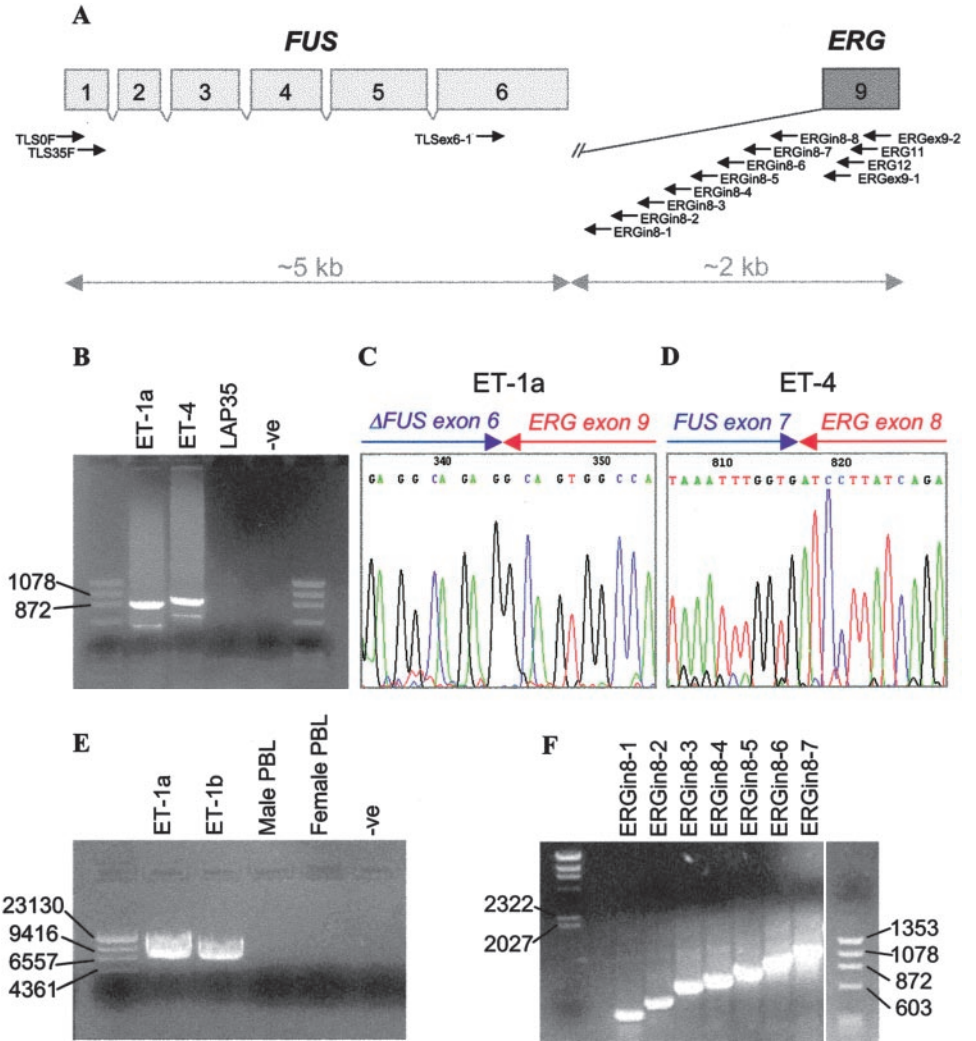 A
FUS
ERG
1 2 3 4 5 6 9
TLS0F
TLS35F
TLSex6-1
ERGin8-8
ERGin8-7
ERGin8-6
ERGin8-5
ERGin8-4
ERGin8-3
ERGin8-2
ERGin8-1
ERGex9-2
ERG11
ERG12
ERGex9-1
~5 kb
~2 kb
B
ET-1a
ET-4
LAP35
-ve
1078
872
C
ET-1a
ΔFUS exon 6
ERG exon 9
340 350
GAGGCAGAGGCAGTGGCCA
D
ET-4
FUS exon 7
ERG exon 8
810 820
TAAATTTGGTGATCCTTATCAGA
E
ET-1a
ET-1b
Male PBL
Female PBL
-ve
23130
9416
6557
4361
F
ERGin8-1
ERGin8-2
ERGin8-3
ERGin8-4
ERGin8-5
ERGin8-6
ERGin8-7
2322
2027
1353
1078
872
603